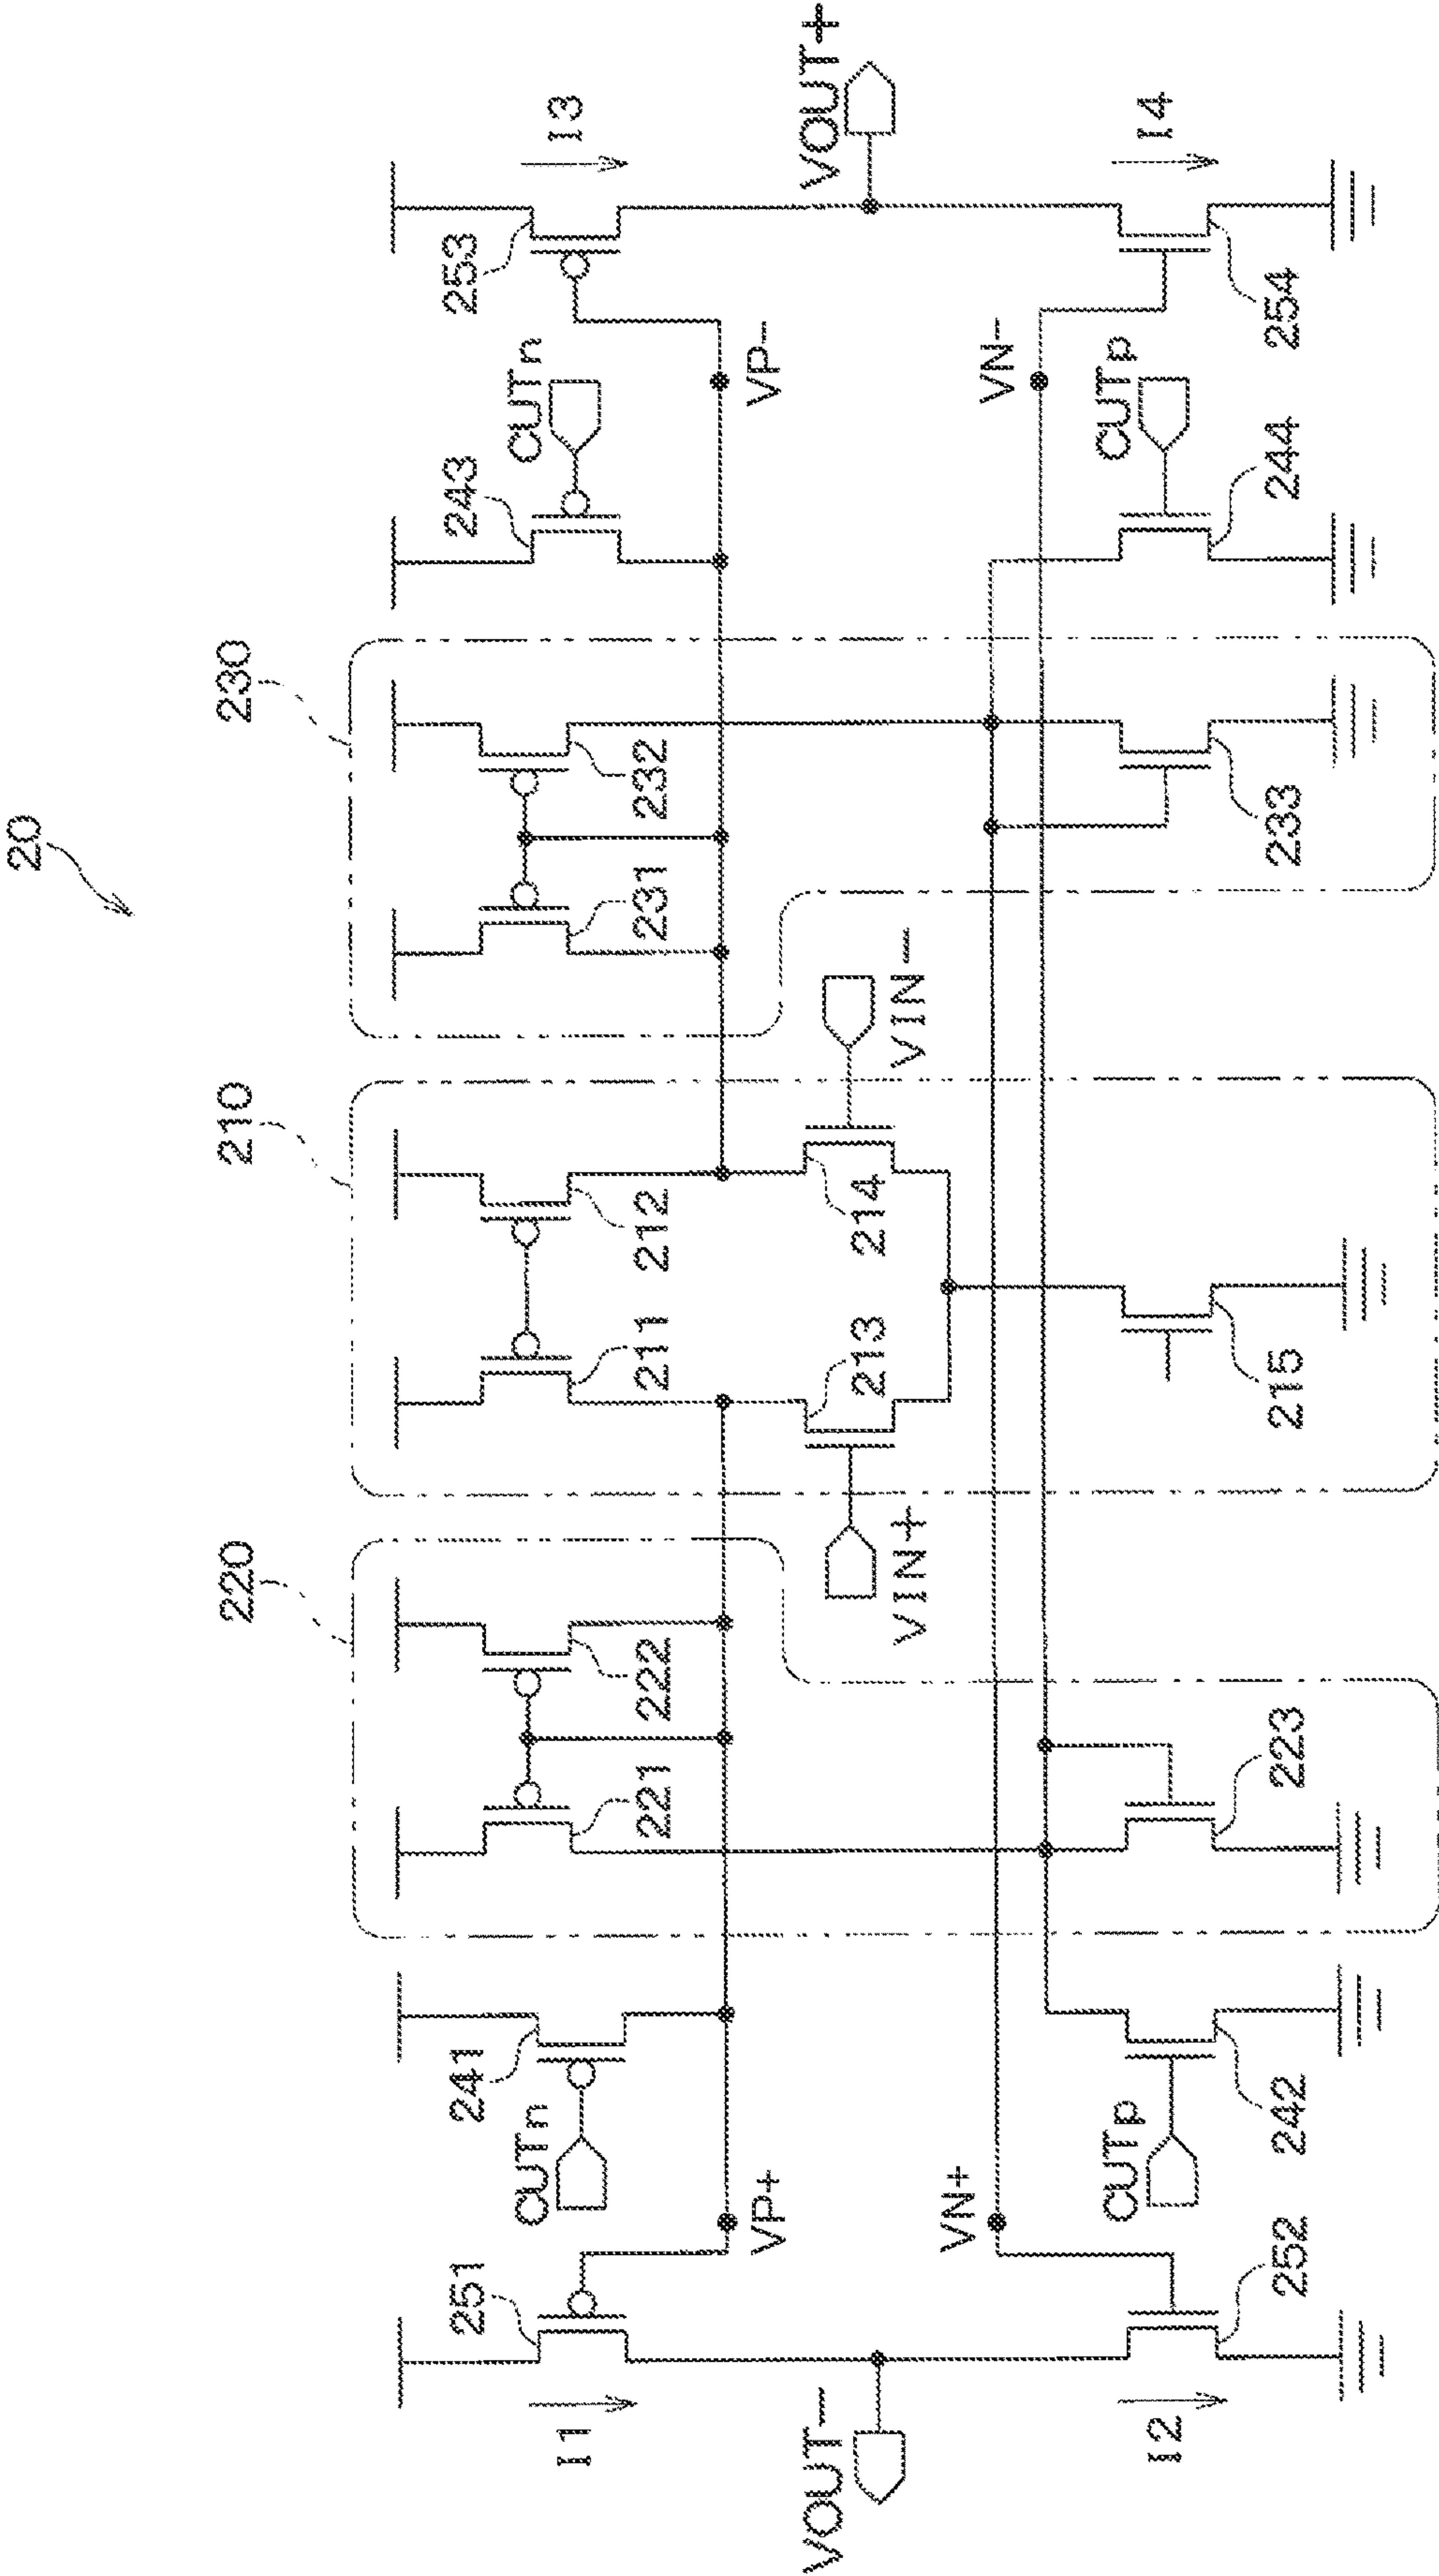 20
220
210
230
251
241
243
253
CUTn
CUTn
I1
I3
221
222
211
212
231
232
VP+
VP−
VOUT−
VOUT+
213
214
VIN+
VIN−
VN+
VN−
CUTp
CUTp
I2
I4
252
242
223
215
233
244
254